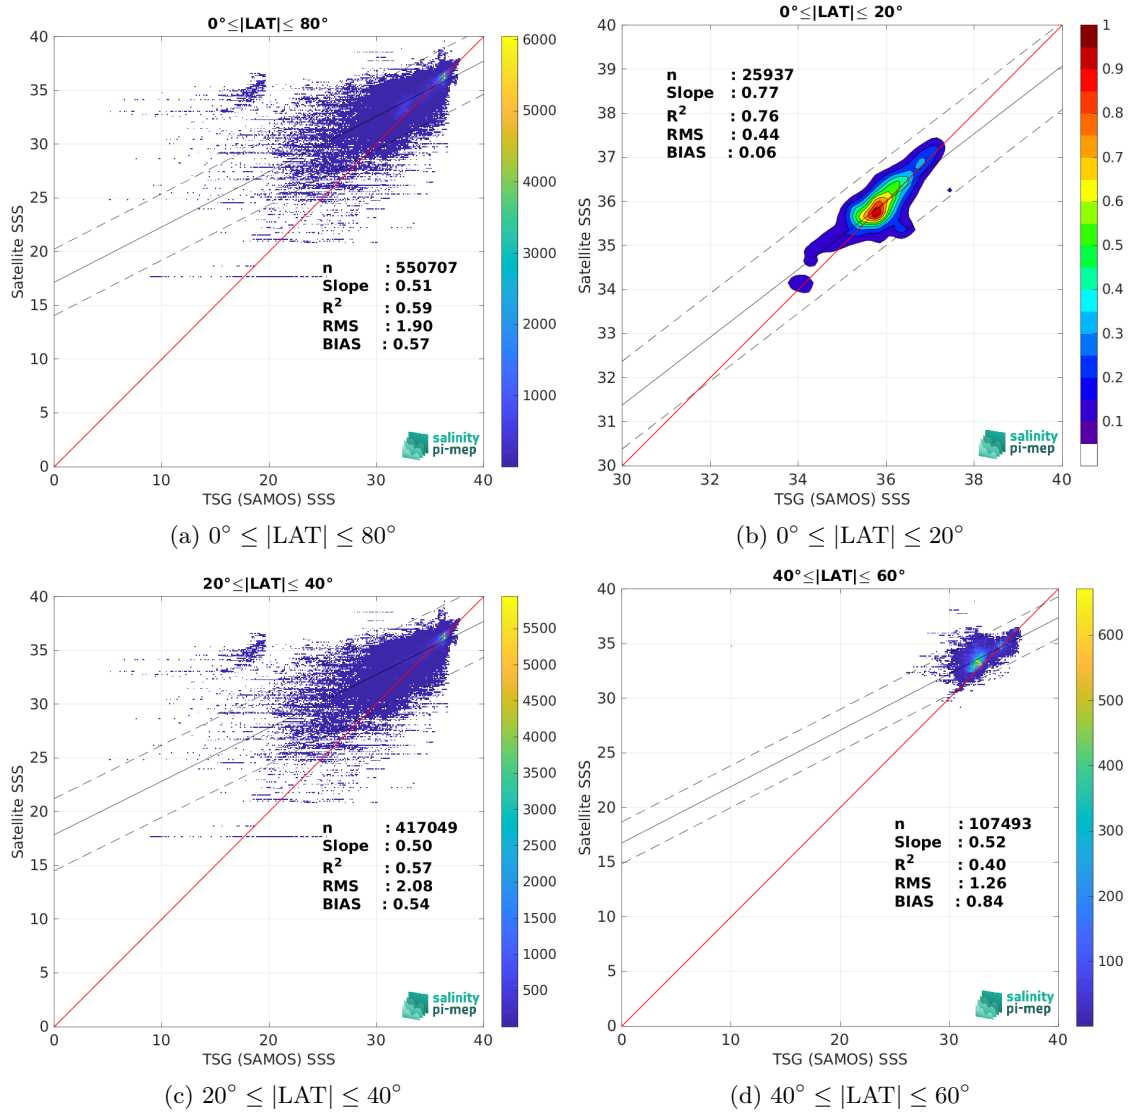 0°≤|LAT|≤ 80°
40
35
30
25
20
15
10
5
0
0
10
20
30
40
Satellite SSS
TSG (SAMOS) SSS
n : 550707
Slope : 0.51
R² : 0.59
RMS : 1.90
BIAS : 0.57
salinity
pi-mep
6000
5000
4000
3000
2000
1000
(a) 0° ≤ |LAT| ≤ 80°
0°≤|LAT|≤ 20°
40
39
38
37
36
35
34
33
32
31
30
30
32
34
36
38
40
Satellite SSS
TSG (SAMOS) SSS
n : 25937
Slope : 0.77
R² : 0.76
RMS : 0.44
BIAS : 0.06
salinity
pi-mep
1
0.9
0.8
0.7
0.6
0.5
0.4
0.3
0.2
0.1
(b) 0° ≤ |LAT| ≤ 20°
20°≤|LAT|≤ 40°
40
35
30
25
20
15
10
5
0
0
10
20
30
40
Satellite SSS
TSG (SAMOS) SSS
n : 417049
Slope : 0.50
R² : 0.57
RMS : 2.08
BIAS : 0.54
salinity
pi-mep
5500
5000
4500
4000
3500
3000
2500
2000
1500
1000
500
(c) 20° ≤ |LAT| ≤ 40°
40°≤|LAT|≤ 60°
40
35
30
25
20
15
10
5
0
0
10
20
30
40
Satellite SSS
TSG (SAMOS) SSS
n : 107493
Slope : 0.52
R² : 0.40
RMS : 1.26
BIAS : 0.84
salinity
pi-mep
600
500
400
300
200
100
(d) 40° ≤ |LAT| ≤ 60°